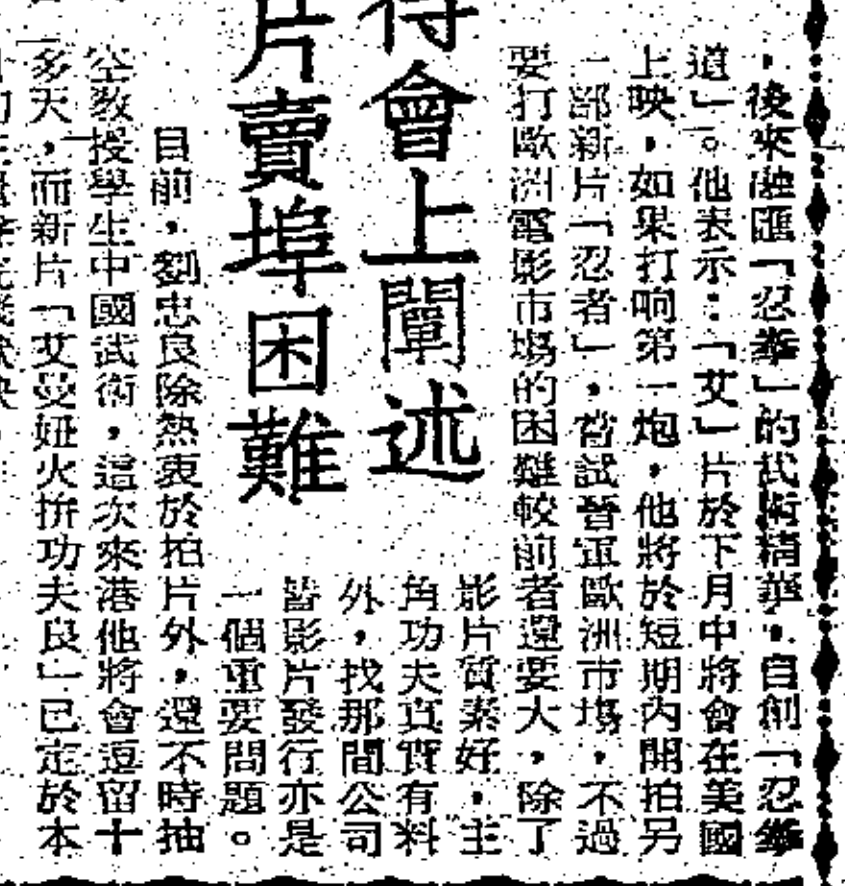 ，後來融匯「忍拳」的武術精華，自創「忍拳
道」。他表示：「艾」片於下月中將會在美國
上映，如果打响第一炮，他將於短期內開拍另
一部新片「忍者」，嘗試晉軍歐洲市塲，不過
要打歐洲電影市塲的困難較前者還要大，除了
影片質素好，主
角功夫真實有料
外，找那間公司
影片發行亦是
一個重要問題。
會上闡述
片賣埠困難
目前，劉忠良除熱衷於拍片外，還不時抽
空教授學生中國武術，這次來港他將會逗留十
多天，而新片「艾曼妞火拼功夫良」已定於本